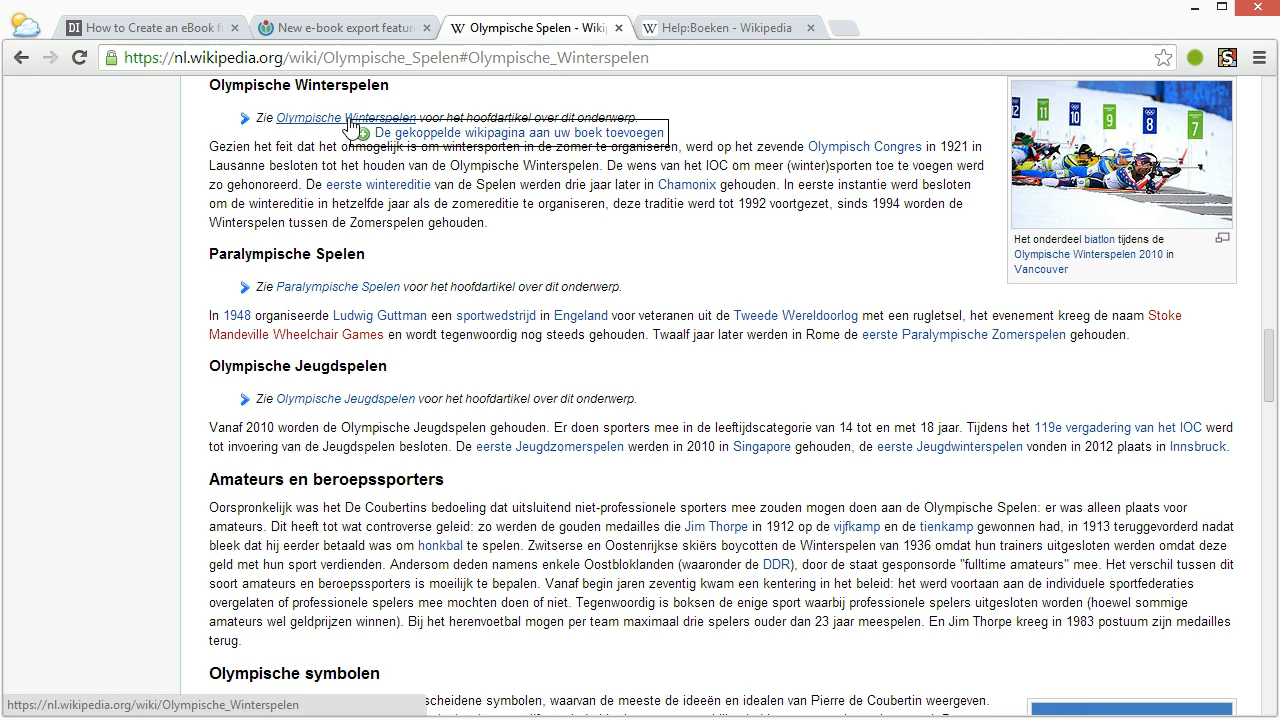 How to Create an eBook f
New e-book export featur
Olympische Spelen - Wiki
Help:Boeken - Wikipedia
https://nl.wikipedia.org/wiki/Olympische_Spelen#Olympische_Winterspelen
Olympische Winterspelen
Zie Olympische Winterspelen voor het hoofdartikel over dit onderwerp.
De gekoppelde wikipagina aan uw boek toevoegen
Gezien het feit dat het onmogelijk is om wintersporten in de zomer te organiseren, werd op het zevende Olympisch Congres in 1921 in
Lausanne besloten tot het houden van de Olympische Winterspelen. De wens van het IOC om meer (winter)sporten toe te voegen werd
zo gehonoreerd. De eerste wintereditie van de Spelen werden drie jaar later in Chamonix gehouden. In eerste instantie werd besloten
om de wintereditie in hetzelfde jaar als de zomereditie te organiseren, deze traditie werd tot 1992 voortgezet, sinds 1994 worden de
Winterspelen tussen de Zomerspelen gehouden.
12
11
10
9
8
7
Het onderdeel biatlon tijdens de
Olympische Winterspelen 2010 in
Vancouver
Paralympische Spelen
Zie Paralympische Spelen voor het hoofdartikel over dit onderwerp.
In 1948 organiseerde Ludwig Guttman een sportwedstrijd in Engeland voor veteranen uit de Tweede Wereldoorlog met een rugletsel, het evenement kreeg de naam Stoke
Mandeville Wheelchair Games en wordt tegenwoordig nog steeds gehouden. Twaalf jaar later werden in Rome de eerste Paralympische Zomerspelen gehouden.
Olympische Jeugdspelen
Zie Olympische Jeugdspelen voor het hoofdartikel over dit onderwerp.
Vanaf 2010 worden de Olympische Jeugdspelen gehouden. Er doen sporters mee in de leeftijdscategorie van 14 tot en met 18 jaar. Tijdens het 119e vergadering van het IOC werd
tot invoering van de Jeugdspelen besloten. De eerste Jeugdzomerspelen werden in 2010 in Singapore gehouden, de eerste Jeugdwinterspelen vonden in 2012 plaats in Innsbruck.
Amateurs en beroepssporters
Oorspronkelijk was het De Coubertins bedoeling dat uitsluitend niet-professionele sporters mee zouden mogen doen aan de Olympische Spelen: er was alleen plaats voor
amateurs. Dit heeft tot wat controverse geleid: zo werden de gouden medailles die Jim Thorpe in 1912 op de vijfkamp en de tienkamp gewonnen had, in 1913 teruggevorderd nadat
bleek dat hij eerder betaald was om honkbal te spelen. Zwitserse en Oostenrijkse skiërs boycotten de Winterspelen van 1936 omdat hun trainers uitgesloten werden omdat deze
geld met hun sport verdienden. Andersom deden namens enkele Oostbloklanden (waaronder de DDR), door de staat gesponsorde "fulltime amateurs" mee. Het verschil tussen dit
soort amateurs en beroepssporters is moeilijk te bepalen. Vanaf begin jaren zeventig kwam een kentering in het beleid: het werd voortaan aan de individuele sportfederaties
overgelaten of professionele spelers mee mochten doen of niet. Tegenwoordig is boksen de enige sport waarbij professionele spelers uitgesloten worden (hoewel sommige
amateurs wel geldprijzen winnen). Bij het herenvoetbal mogen per team maximaal drie spelers ouder dan 23 jaar meespelen. En Jim Thorpe kreeg in 1983 postuum zijn medailles
terug.
Olympische symbolen
scheidene symbolen, waarvan de meeste de ideeën en idealen van Pierre de Coubertin weergeven.
https://nl.wikipedia.org/wiki/Olympische_Winterspelen